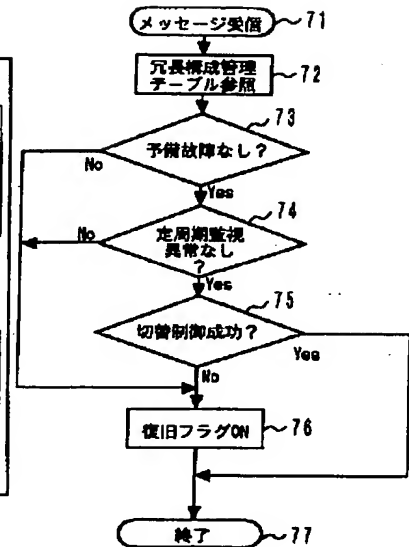 メッセージ受信 71
冗長構成管理 72
テーブル参照
73
予備故障なし？
No
Yes
74
定周期監視
異常なし
？
No
Yes
75
切替制御成功？
Yes
No
復旧フラグON 76
終了 77